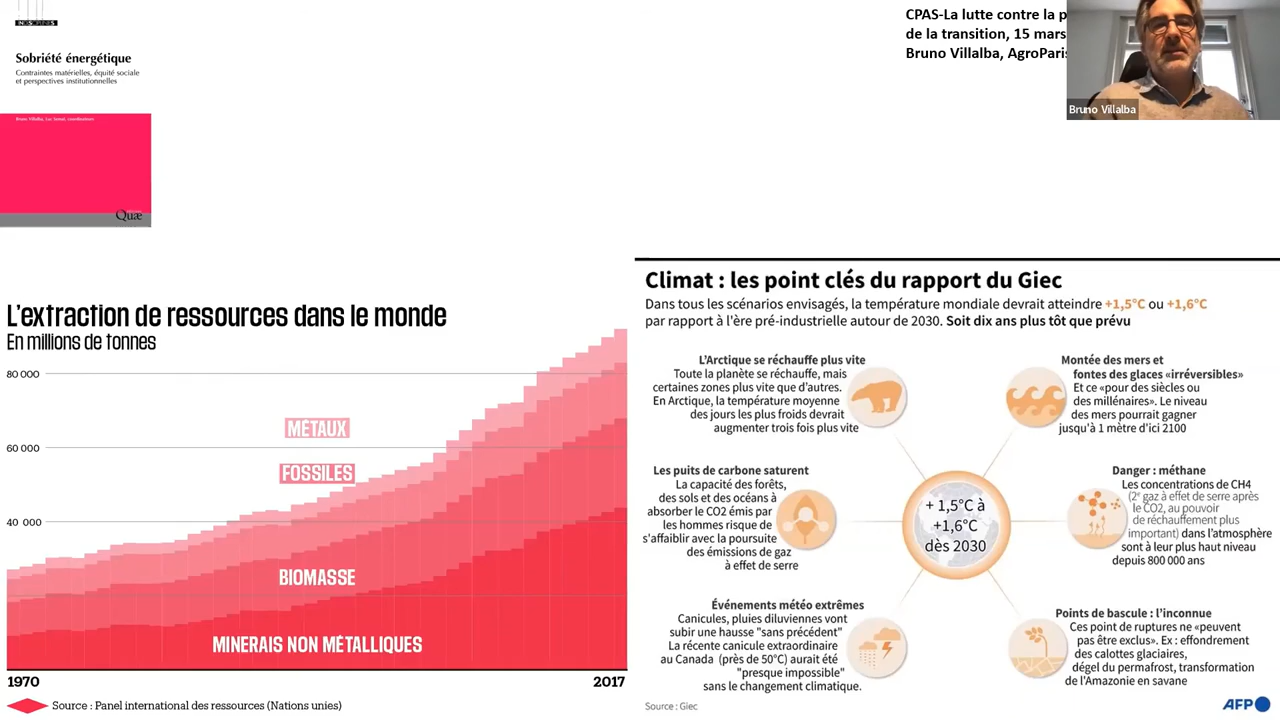 INDISCIPLINES
Sobriété énergétique
Contraintes matérielles, équité sociale
et perspectives institutionnelles
Bruno Villalba, Luc Semal, coordinateurs
Quæ
CPAS-La lutte contre la p
de la transition, 15 mars
Bruno Villalba, AgroParis
Bruno Villalba
L'extraction de ressources dans le monde
En millions de tonnes
80 000
60 000
40 000
MÉTAUX
FOSSILES
BIOMASSE
MINERAIS NON MÉTALLIQUES
1970
2017
Source : Panel international des ressources (Nations unies)
Climat : les point clés du rapport du Giec
Dans tous les scénarios envisagés, la température mondiale devrait atteindre +1,5°C ou +1,6°C
par rapport à l'ère pré-industrielle autour de 2030. Soit dix ans plus tôt que prévu
L'Arctique se réchauffe plus vite
Toute la planète se réchauffe, mais
certaines zones plus vite que d'autres.
En Arctique, la température moyenne
des jours les plus froids devrait
augmenter trois fois plus vite
Montée des mers et
fontes des glaces «irréversibles»
Et ce «pour des siècles ou
des millénaires». Le niveau
des mers pourrait gagner
jusqu'à 1 mètre d'ici 2100
Les puits de carbone saturent
La capacité des forêts,
des sols et des océans à
absorber le CO2 émis par
les hommes risque de
s'affaiblir avec la poursuite
des émissions de gaz
à effet de serre
+ 1,5°C à
+1,6°C
dès 2030
Danger : méthane
Les concentrations de CH4
(2e gaz à effet de serre après
le CO2, au pouvoir
de réchauffement plus
important) dans l'atmosphère
sont à leur plus haut niveau
depuis 800 000 ans
Événements météo extrêmes
Canicules, pluies diluviennes vont
subir une hausse "sans précédent"
La récente canicule extraordinaire
au Canada (près de 50°C) aurait été
"presque impossible"
sans le changement climatique.
Points de bascule : l'inconnue
Ces point de ruptures ne «peuvent
pas être exclus». Ex : effondrement
des calottes glaciaires,
dégel du permafrost, transformation
de l'Amazonie en savane
Source : Giec
AFP